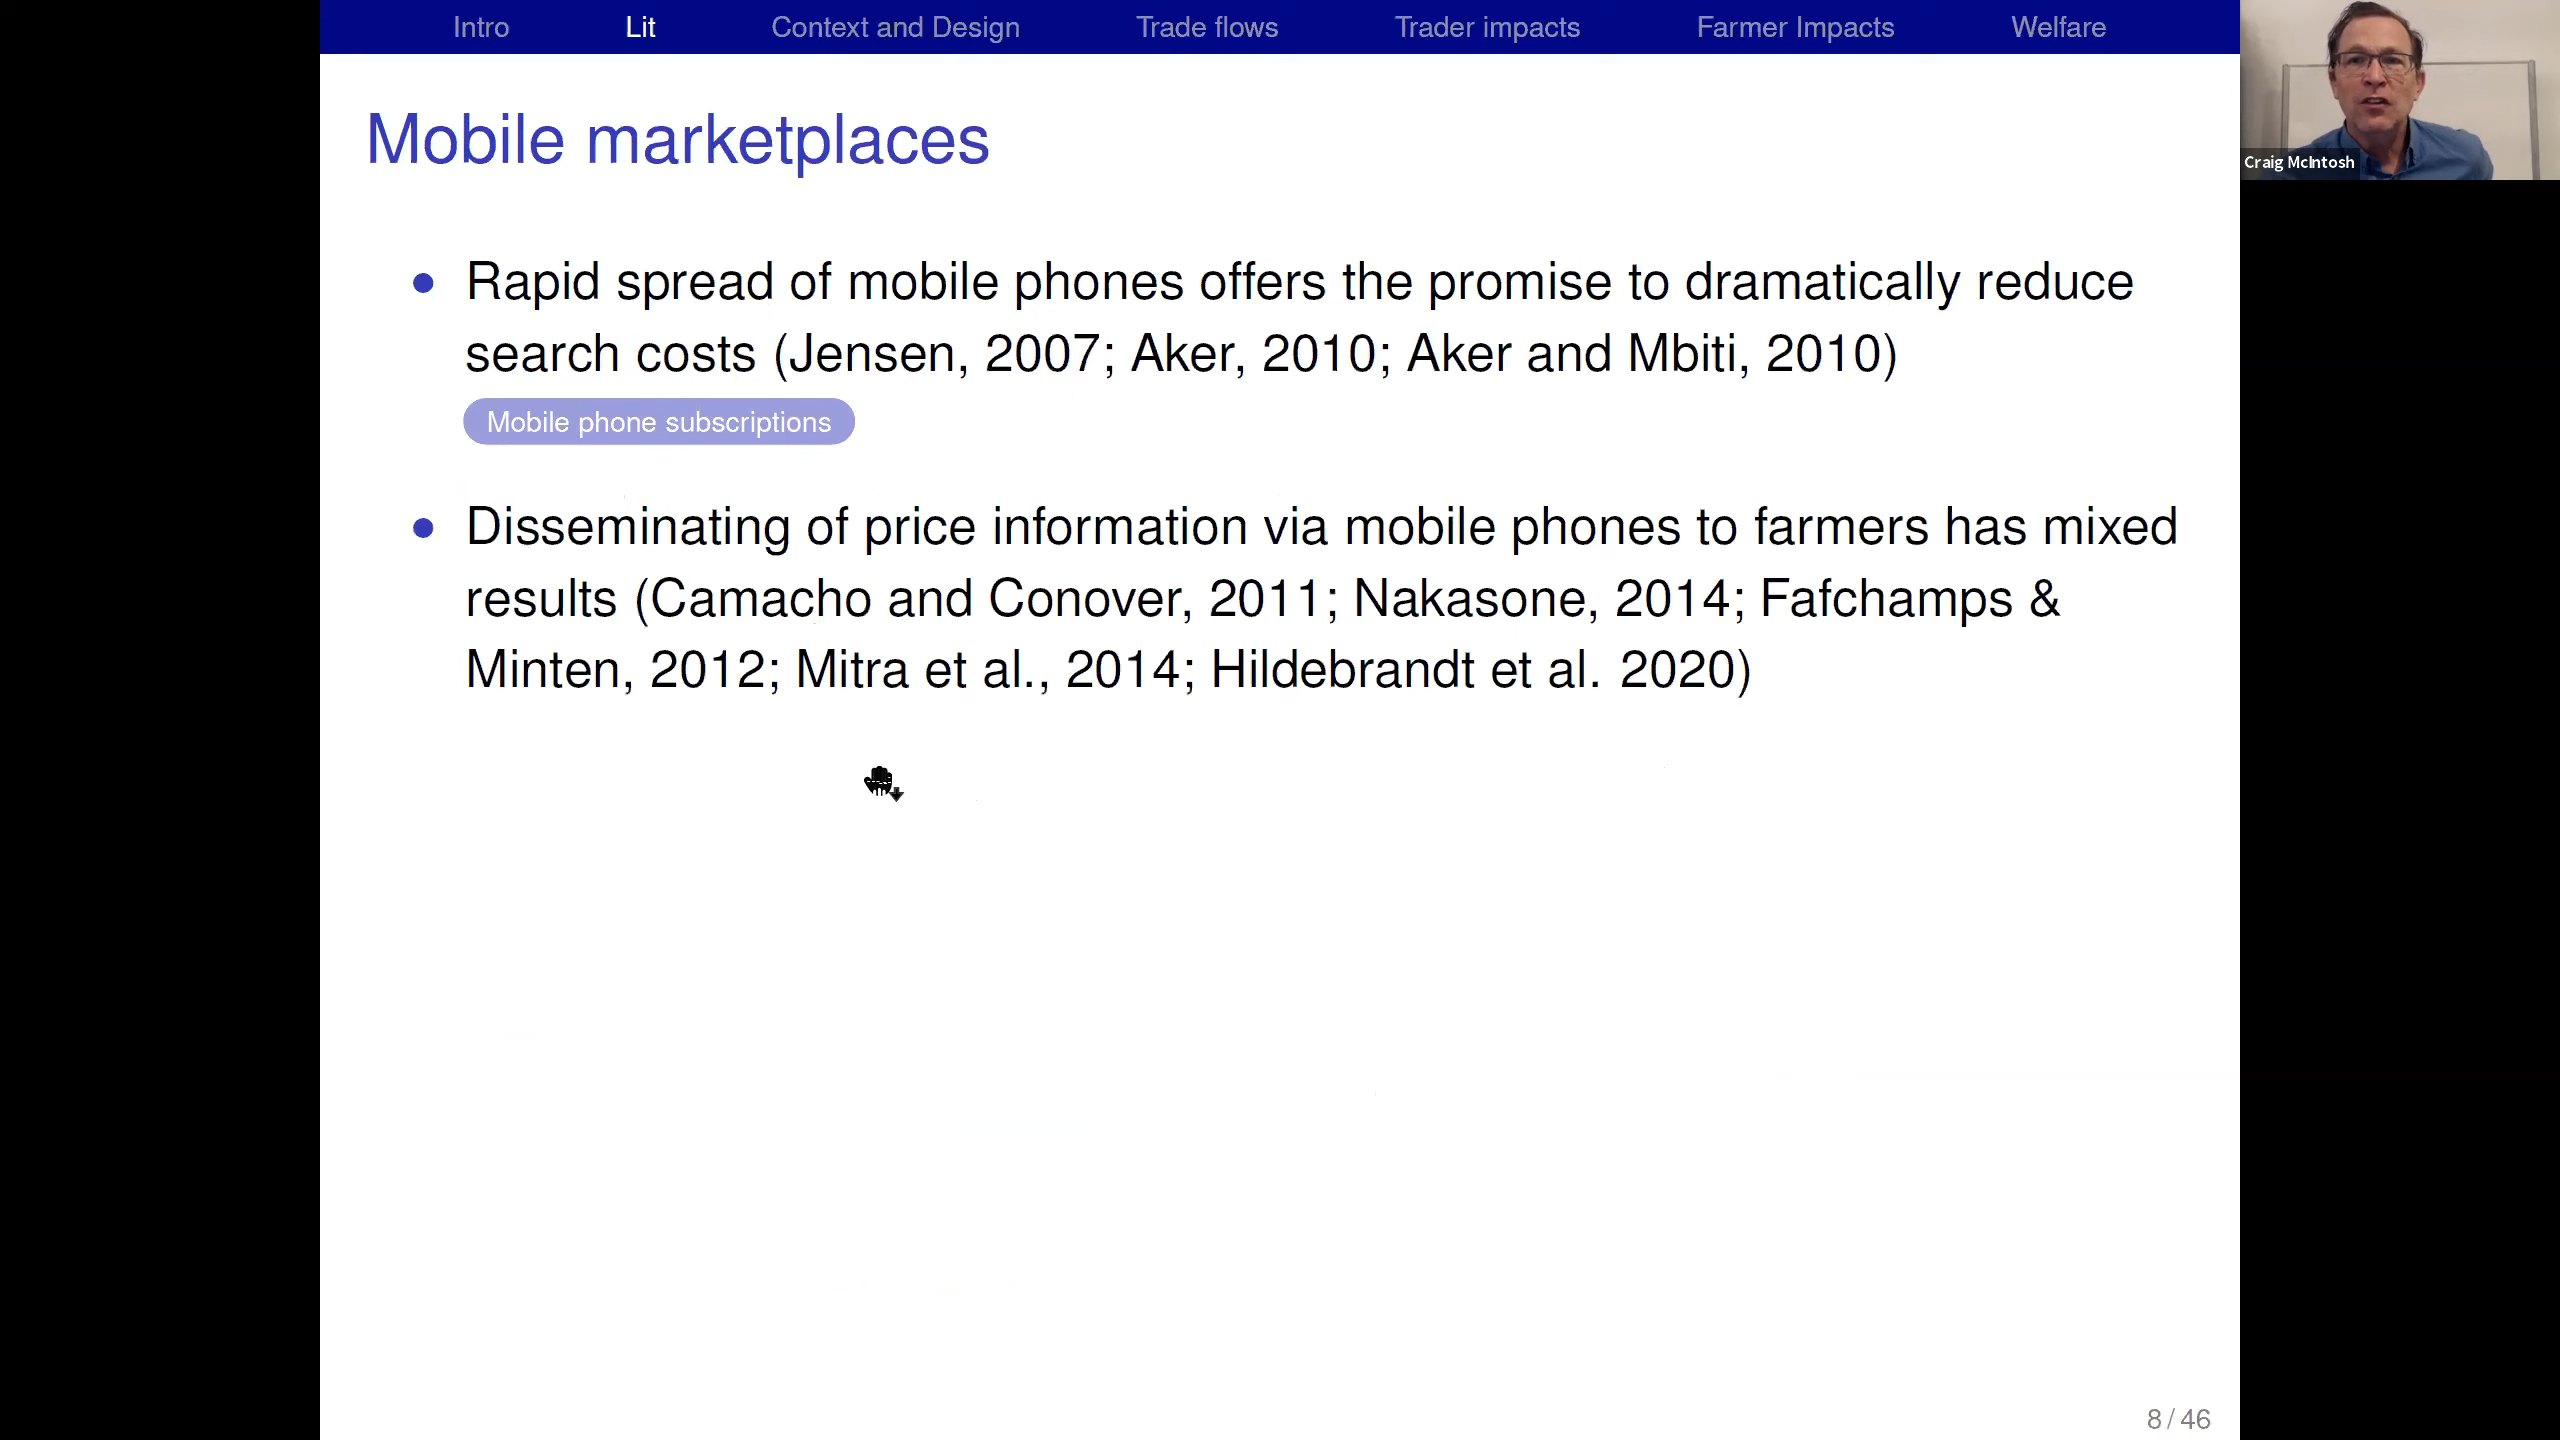 Intro Lit Context and Design Trade flows Trader impacts Farmer Impacts Welfare
Craig McIntosh
Mobile marketplaces
• Rapid spread of mobile phones offers the promise to dramatically reduce
search costs (Jensen, 2007; Aker, 2010; Aker and Mbiti, 2010)
Mobile phone subscriptions
• Disseminating of price information via mobile phones to farmers has mixed
results (Camacho and Conover, 2011; Nakasone, 2014; Fafchamps &
Minten, 2012; Mitra et al., 2014; Hildebrandt et al. 2020)
8 / 46